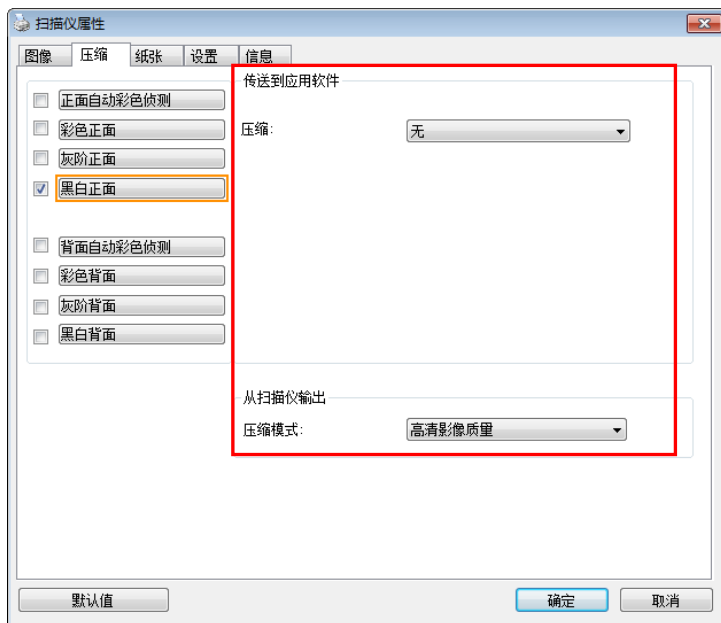 扫描仪属性
图像 压缩 纸张 设置 信息
传送到应用软件
正面自动彩色侦测
彩色正面
压缩: 无
灰阶正面
黑白正面
背面自动彩色侦测
彩色背面
灰阶背面
黑白背面
从扫描仪输出
压缩模式: 高清影像质量
默认值 确定 取消